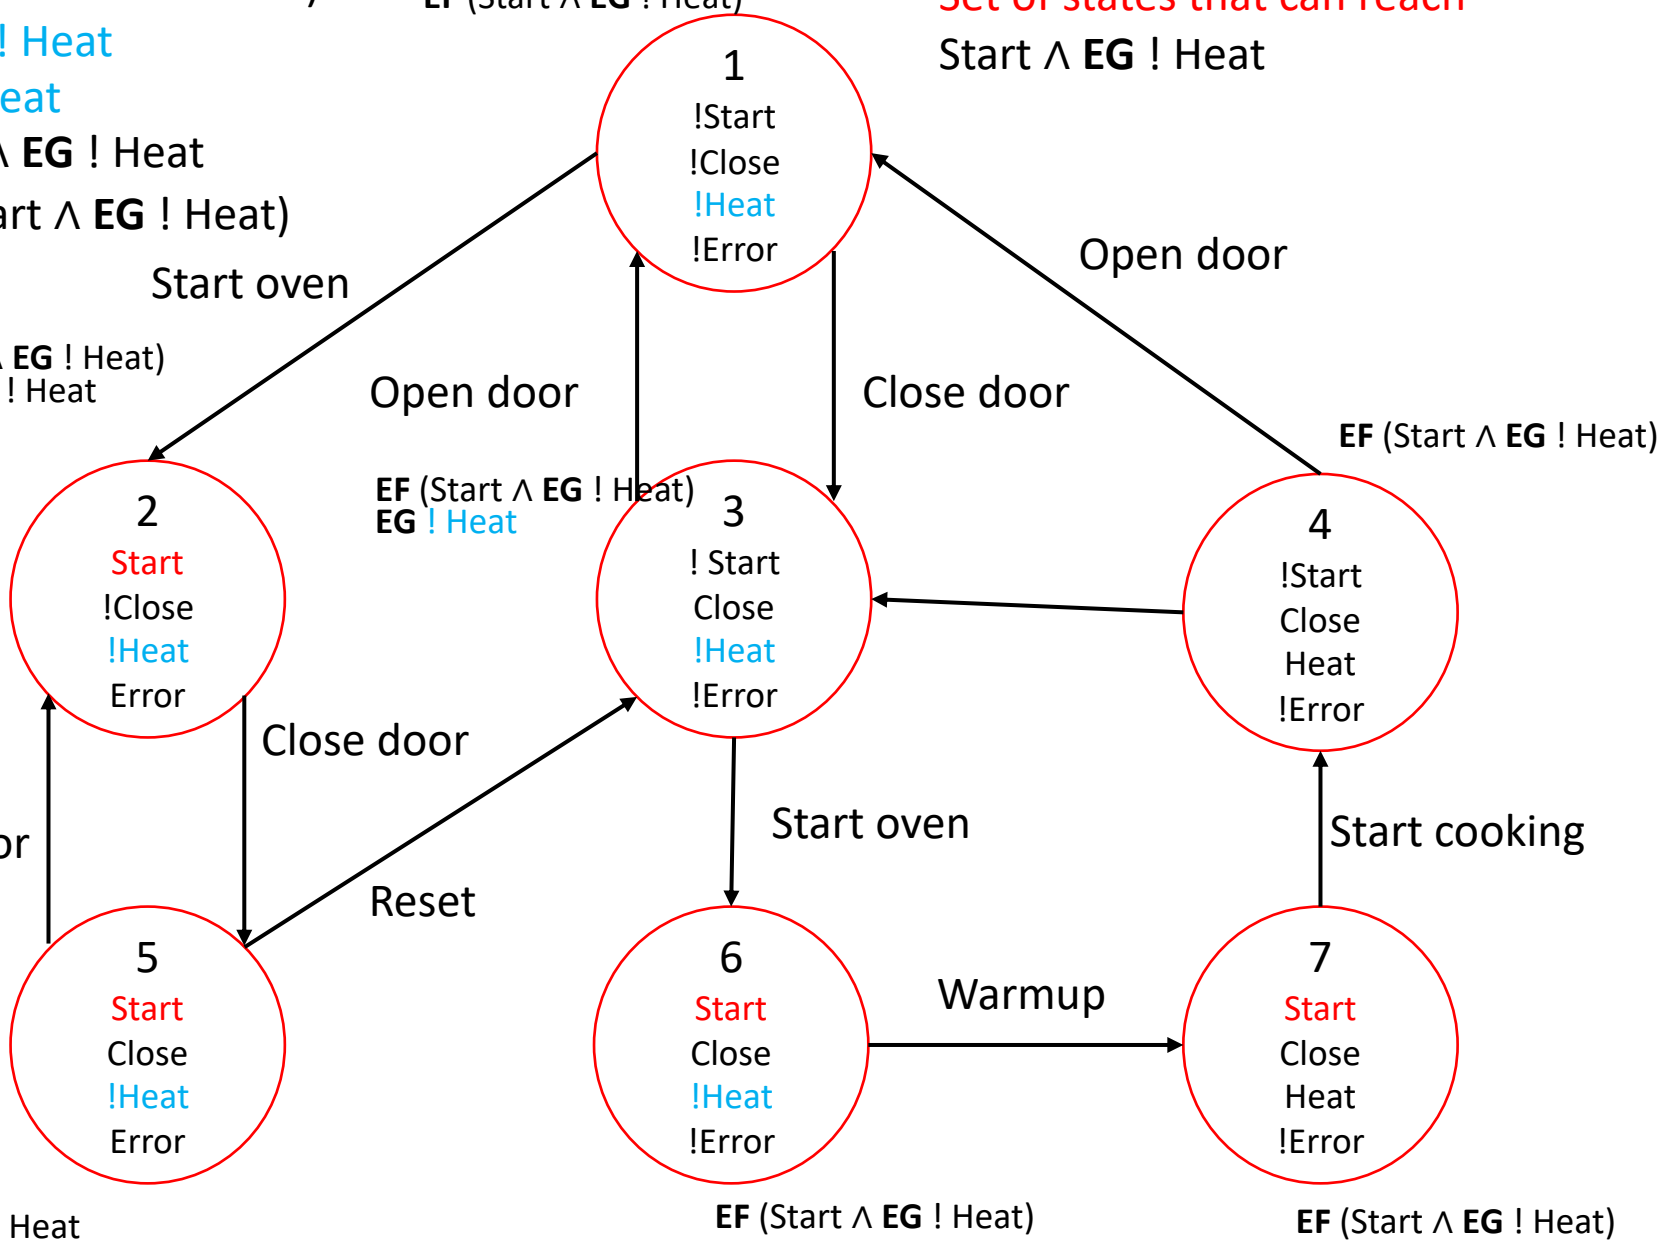 EF (Start ∧ EG ! Heat)
Set of states that can reach
Start ∧ EG ! Heat
! Heat
eat
∧ EG ! Heat
art ∧ EG ! Heat)
1
!Start
!Close
!Heat
!Error
Start oven
Open door
Close door
Open door
∧ EG ! Heat)
! Heat
EF (Start ∧ EG ! Heat)
EF (Start ∧ EG ! Heat)
EG ! Heat
2
Start
!Close
!Heat
Error
3
! Start
Close
!Heat
!Error
4
!Start
Close
Heat
!Error
or
Close door
Reset
Start oven
Start cooking
5
Start
Close
!Heat
Error
6
Start
Close
!Heat
!Error
Warmup
7
Start
Close
Heat
!Error
Heat
EF (Start ∧ EG ! Heat)
EF (Start ∧ EG ! Heat)